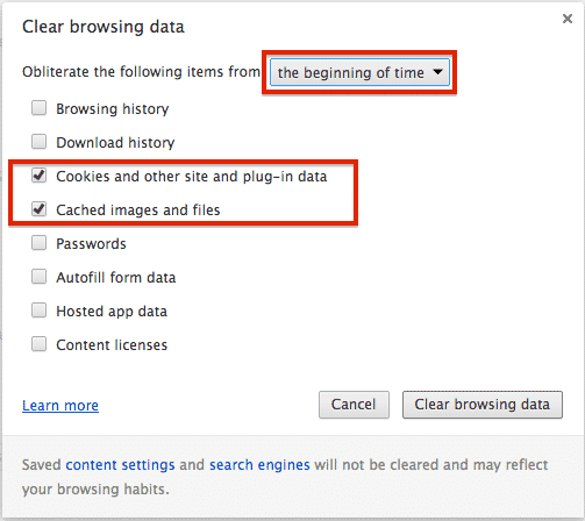 Clear browsing data
Obliterate the following items from the beginning of time
Browsing history
Download history
Cookies and other site and plug-in data
Cached images and files
Passwords
Autofill form data
Hosted app data
Content licenses
Learn more Cancel Clear browsing data
Saved content settings and search engines will not be cleared and may reflect
your browsing habits.